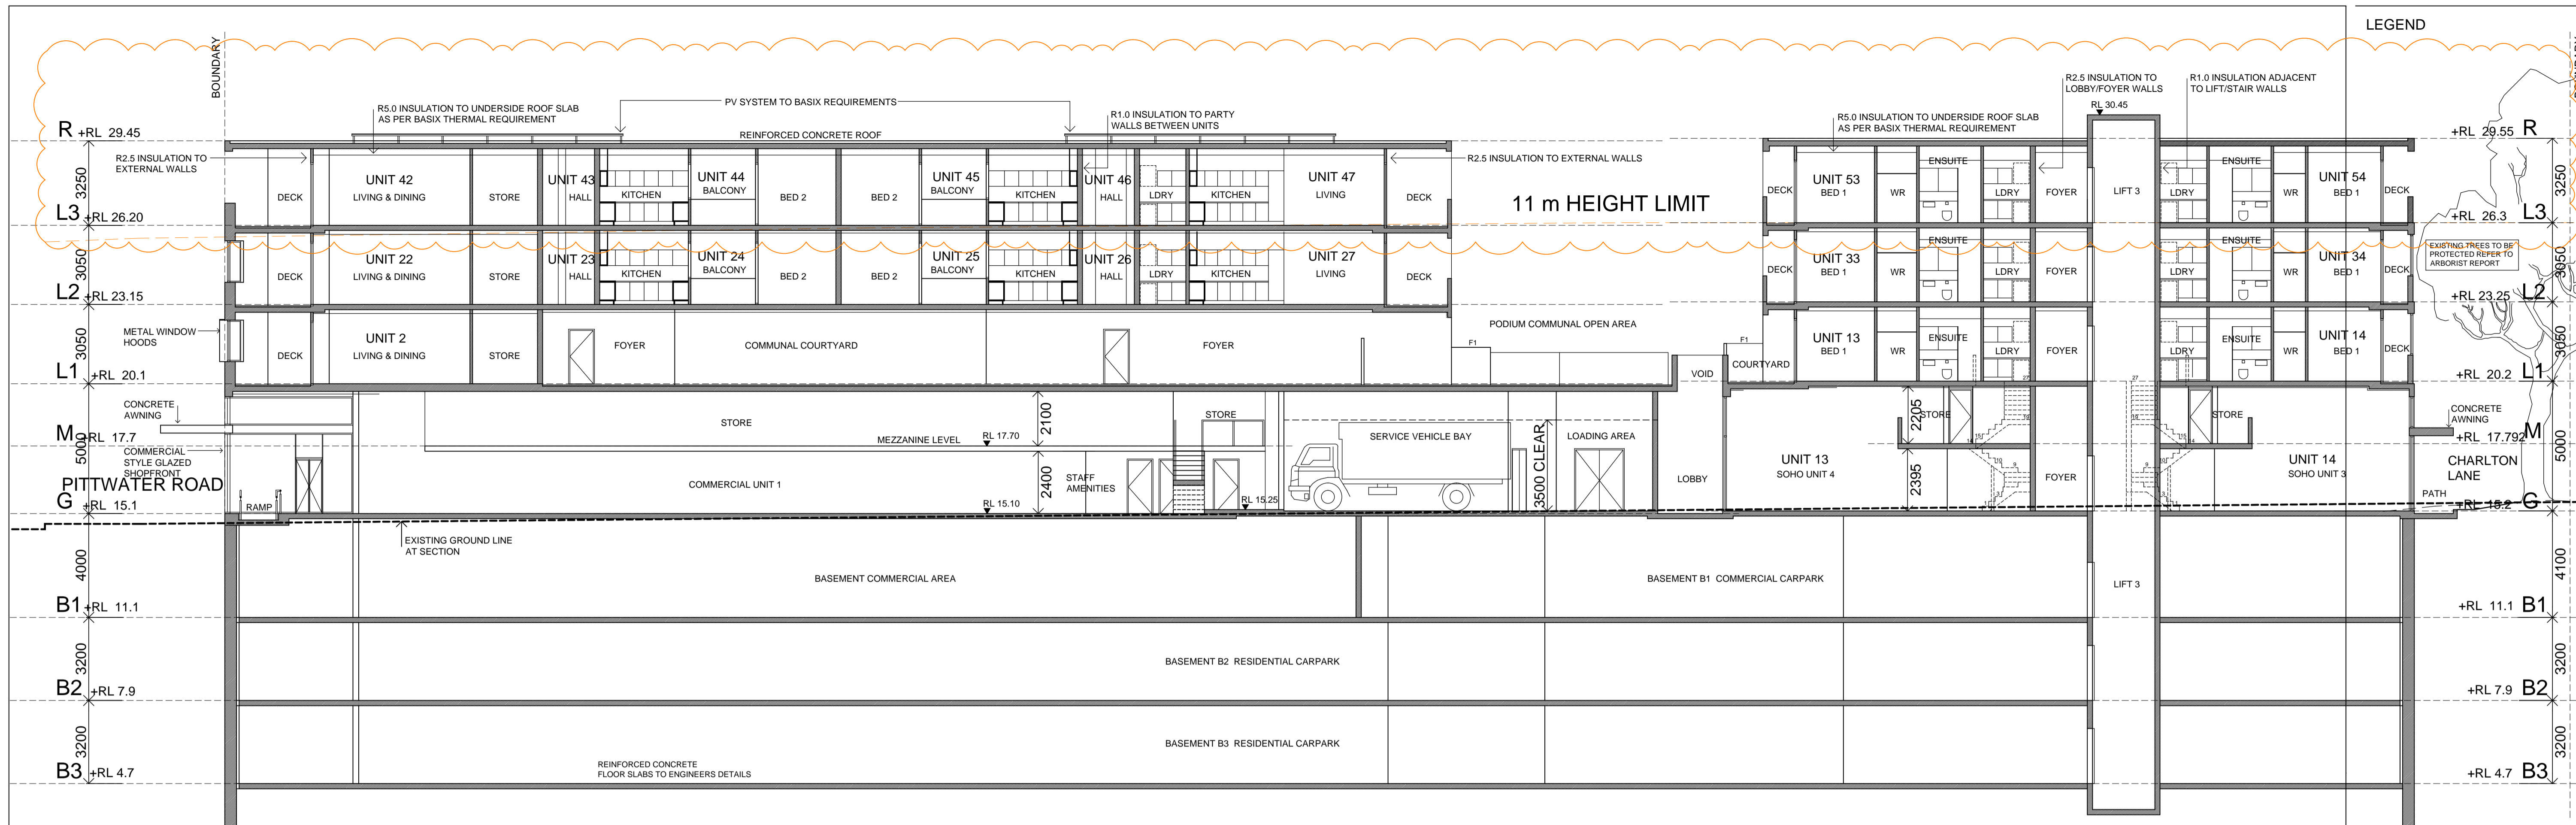 LEGEND
BOUNDARY
R2.5 INSULATION TO
LOBBY/FOYER WALLS
R1.0 INSULATION ADJACENT
TO LIFT/STAIR WALLS
R5.0 INSULATION TO UNDERSIDE ROOF SLAB
AS PER BASIX THERMAL REQUIREMENT
PV SYSTEM TO BASIX REQUIREMENTS
R1.0 INSULATION TO PARTY
WALLS BETWEEN UNITS
R5.0 INSULATION TO UNDERSIDE ROOF SLAB
AS PER BASIX THERMAL REQUIREMENT
RL 30.45
R +RL 29.45
REINFORCED CONCRETE ROOF
+RL 29.55 R
R2.5 INSULATION TO
EXTERNAL WALLS
R2.5 INSULATION TO EXTERNAL WALLS
3250
DECK
UNIT 42
LIVING & DINING
STORE
UNIT 43
HALL
KITCHEN
UNIT 44
BALCONY
BED 2
BED 2
UNIT 45
BALCONY
KITCHEN
UNIT 46
HALL
LDRY
KITCHEN
UNIT 47
LIVING
DECK
11 m HEIGHT LIMIT
DECK
UNIT 53
BED 1
WR
ENSUITE
LDRY
FOYER
LIFT 3
LDRY
ENSUITE
WR
UNIT 54
BED 1
DECK
3250
L3 +RL 26.20
+RL 26.3 L3
3050
DECK
UNIT 22
LIVING & DINING
STORE
UNIT 23
HALL
KITCHEN
UNIT 24
BALCONY
BED 2
BED 2
UNIT 25
BALCONY
KITCHEN
UNIT 26
HALL
LDRY
KITCHEN
UNIT 27
LIVING
DECK
DECK
UNIT 33
BED 1
WR
ENSUITE
LDRY
FOYER
LDRY
ENSUITE
WR
UNIT 34
BED 1
DECK
EXISTING TREES TO BE
PROTECTED REFER TO
ARBORIST REPORT
3050
L2 +RL 23.15
+RL 23.25 L2
METAL WINDOW
HOODS
3050
DECK
UNIT 2
LIVING & DINING
STORE
FOYER
COMMUNAL COURTYARD
FOYER
PODIUM COMMUNAL OPEN AREA
F1
F1
VOID
COURTYARD
UNIT 13
BED 1
WR
ENSUITE
LDRY
FOYER
LDRY
ENSUITE
WR
UNIT 14
BED 1
DECK
3050
L1 +RL 20.1
+RL 20.2 L1
CONCRETE
AWNING
STORE
2100
STORE
3500 CLEAR
SERVICE VEHICLE BAY
LOADING AREA
2205
STORE
27
19
15
14
27
19
15
14
STORE
CONCRETE
AWNING
M +RL 17.7
MEZZANINE LEVEL
RL 17.70
+RL 17.792 M
5000
COMMERCIAL
STYLE GLAZED
SHOPFRONT
COMMERCIAL UNIT 1
2400
STAFF
AMENITIES
LOBBY
UNIT 13
SOHO UNIT 4
2395
10
9
FOYER
9
10
UNIT 14
SOHO UNIT 3
5000
CHARLTON
LANE
PITTWATER ROAD
PATH
G +RL 15.1
RAMP
RL 15.10
RL 15.25
+RL 15.2 G
EXISTING GROUND LINE
AT SECTION
4000
BASEMENT COMMERCIAL AREA
BASEMENT B1 COMMERCIAL CARPARK
LIFT 3
4100
B1 +RL 11.1
+RL 11.1 B1
3200
BASEMENT B2 RESIDENTIAL CARPARK
3200
B2 +RL 7.9
+RL 7.9 B2
3200
BASEMENT B3 RESIDENTIAL CARPARK
3200
REINFORCED CONCRETE
FLOOR SLABS TO ENGINEERS DETAILS
B3 +RL 4.7
+RL 4.7 B3